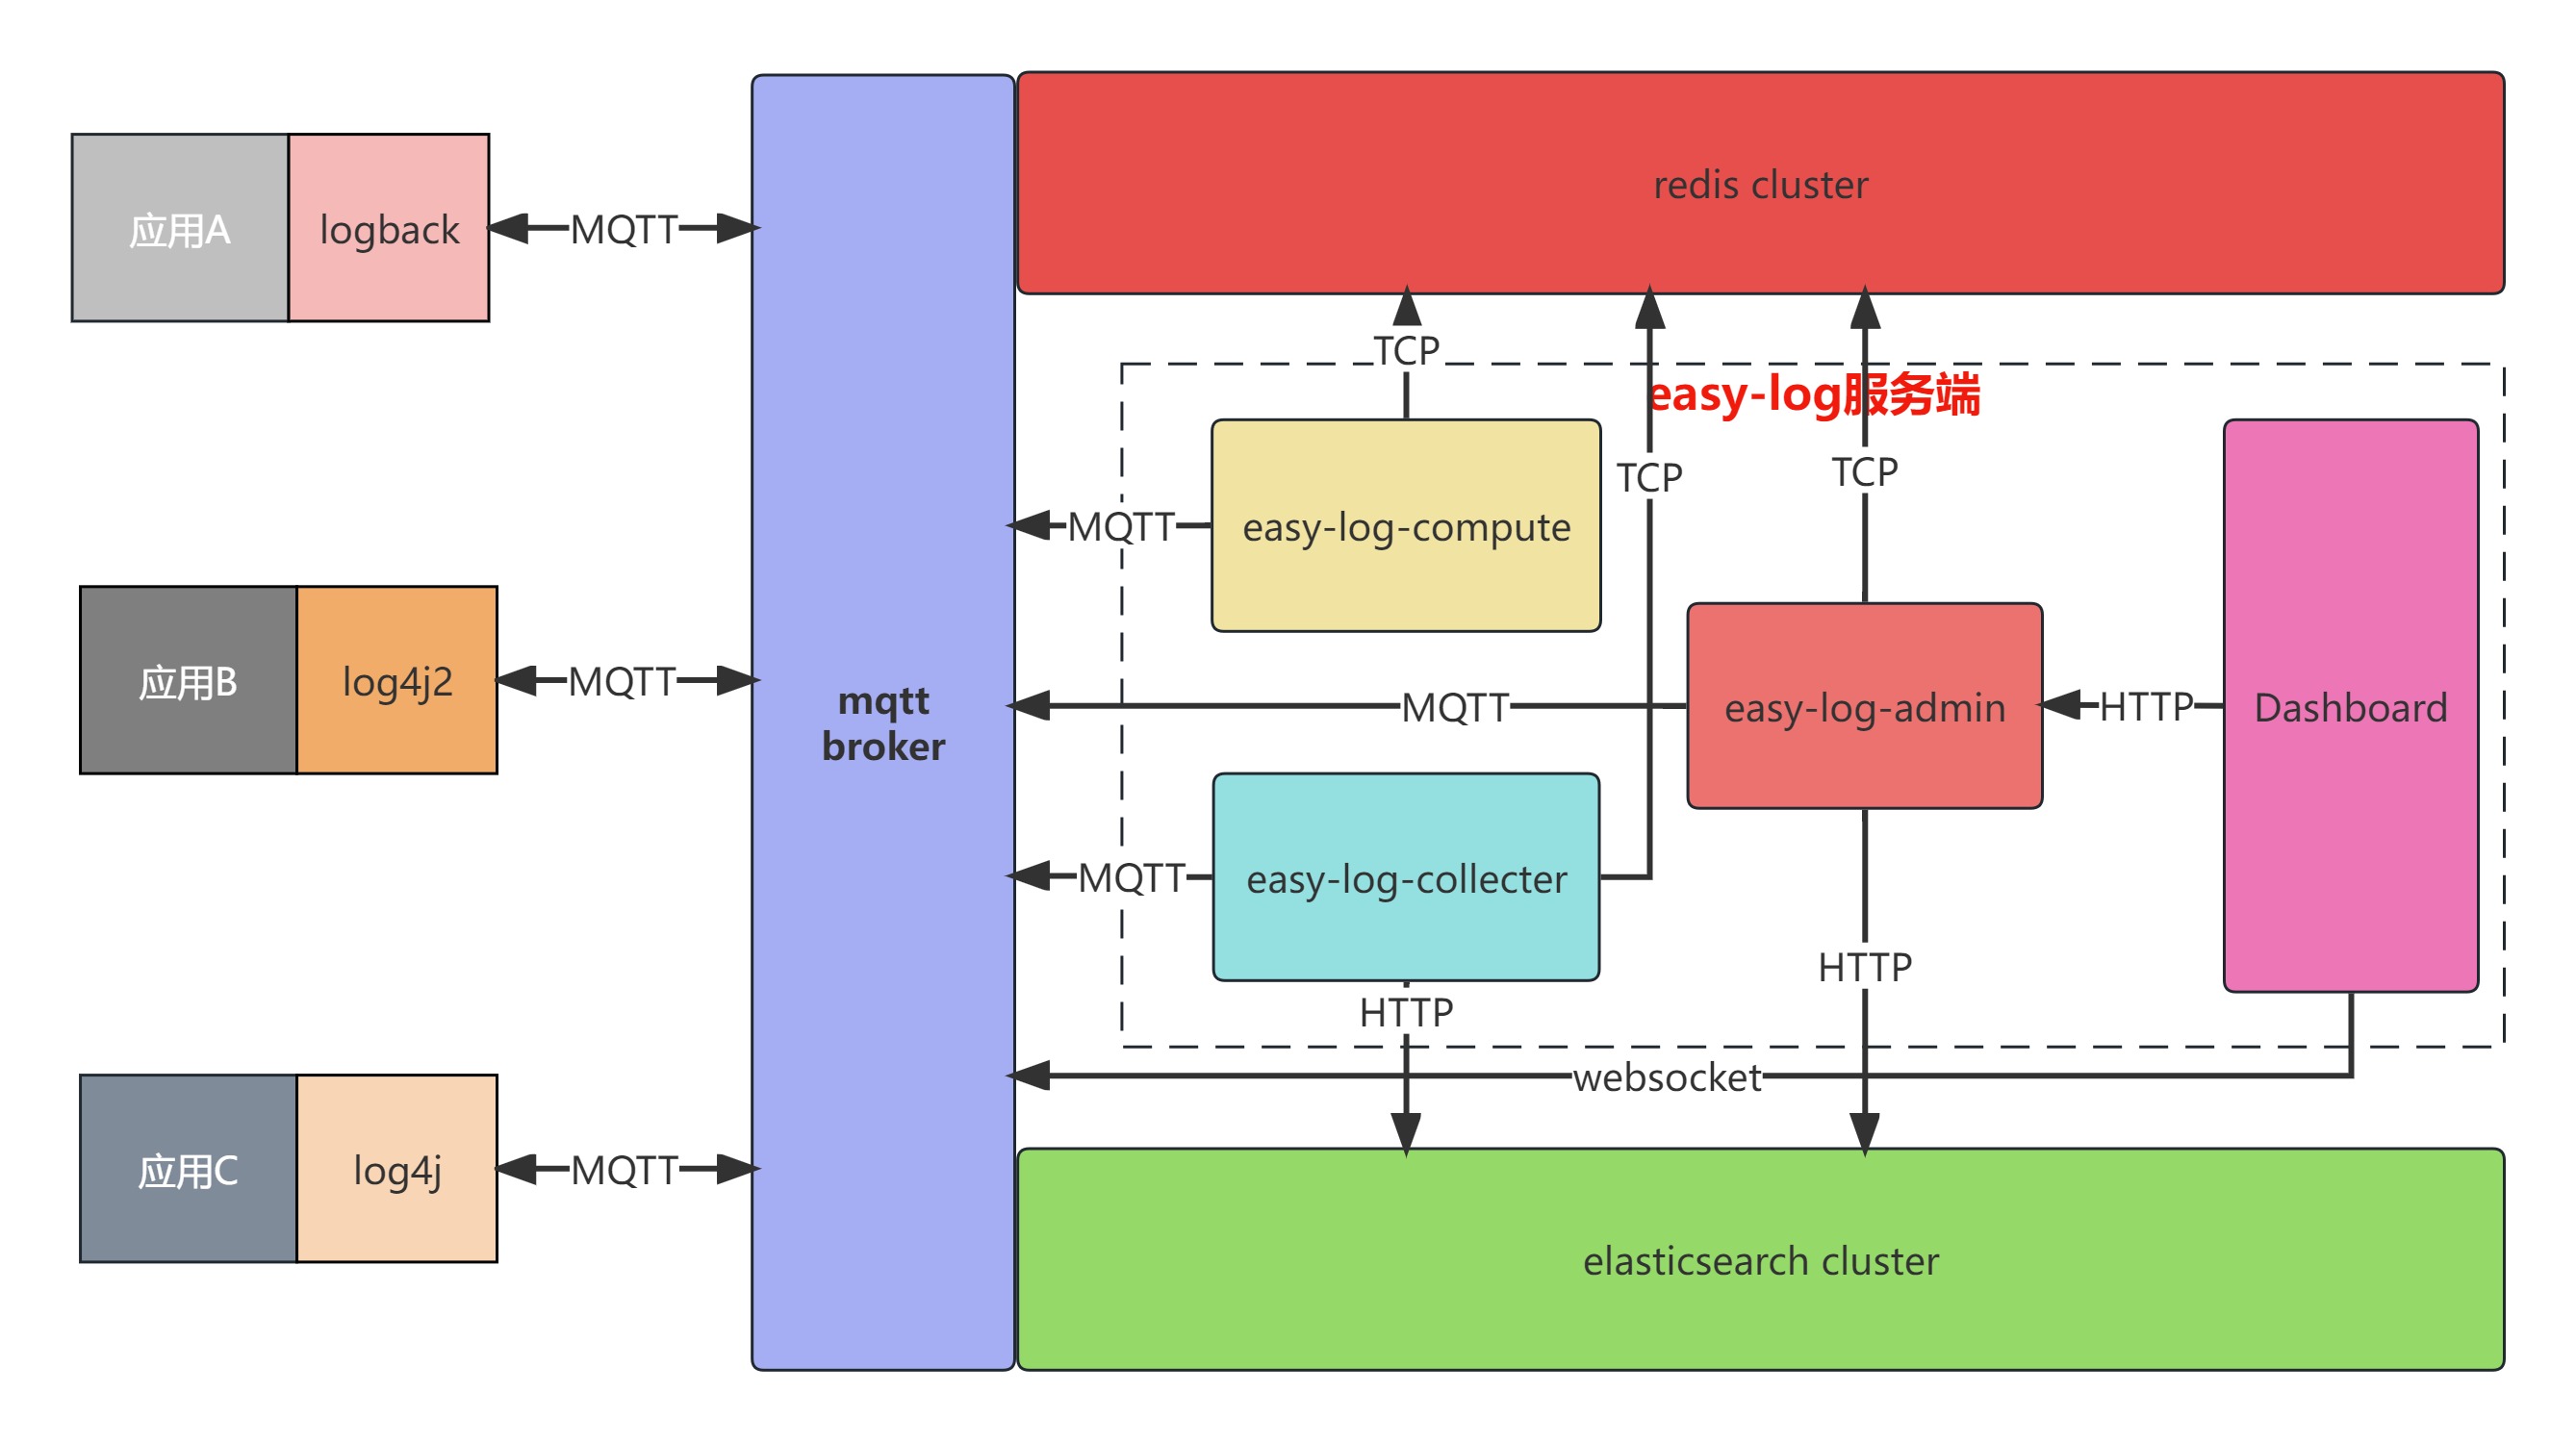 redis cluster
应用A
logback
MQTT
TCP
easy-log服务端
TCP
TCP
MQTT
easy-log-compute
应用B
log4j2
MQTT
mqtt
broker
MQTT
easy-log-admin
HTTP
Dashboard
MQTT
easy-log-collecter
HTTP
HTTP
websocket
应用C
log4j
MQTT
elasticsearch cluster